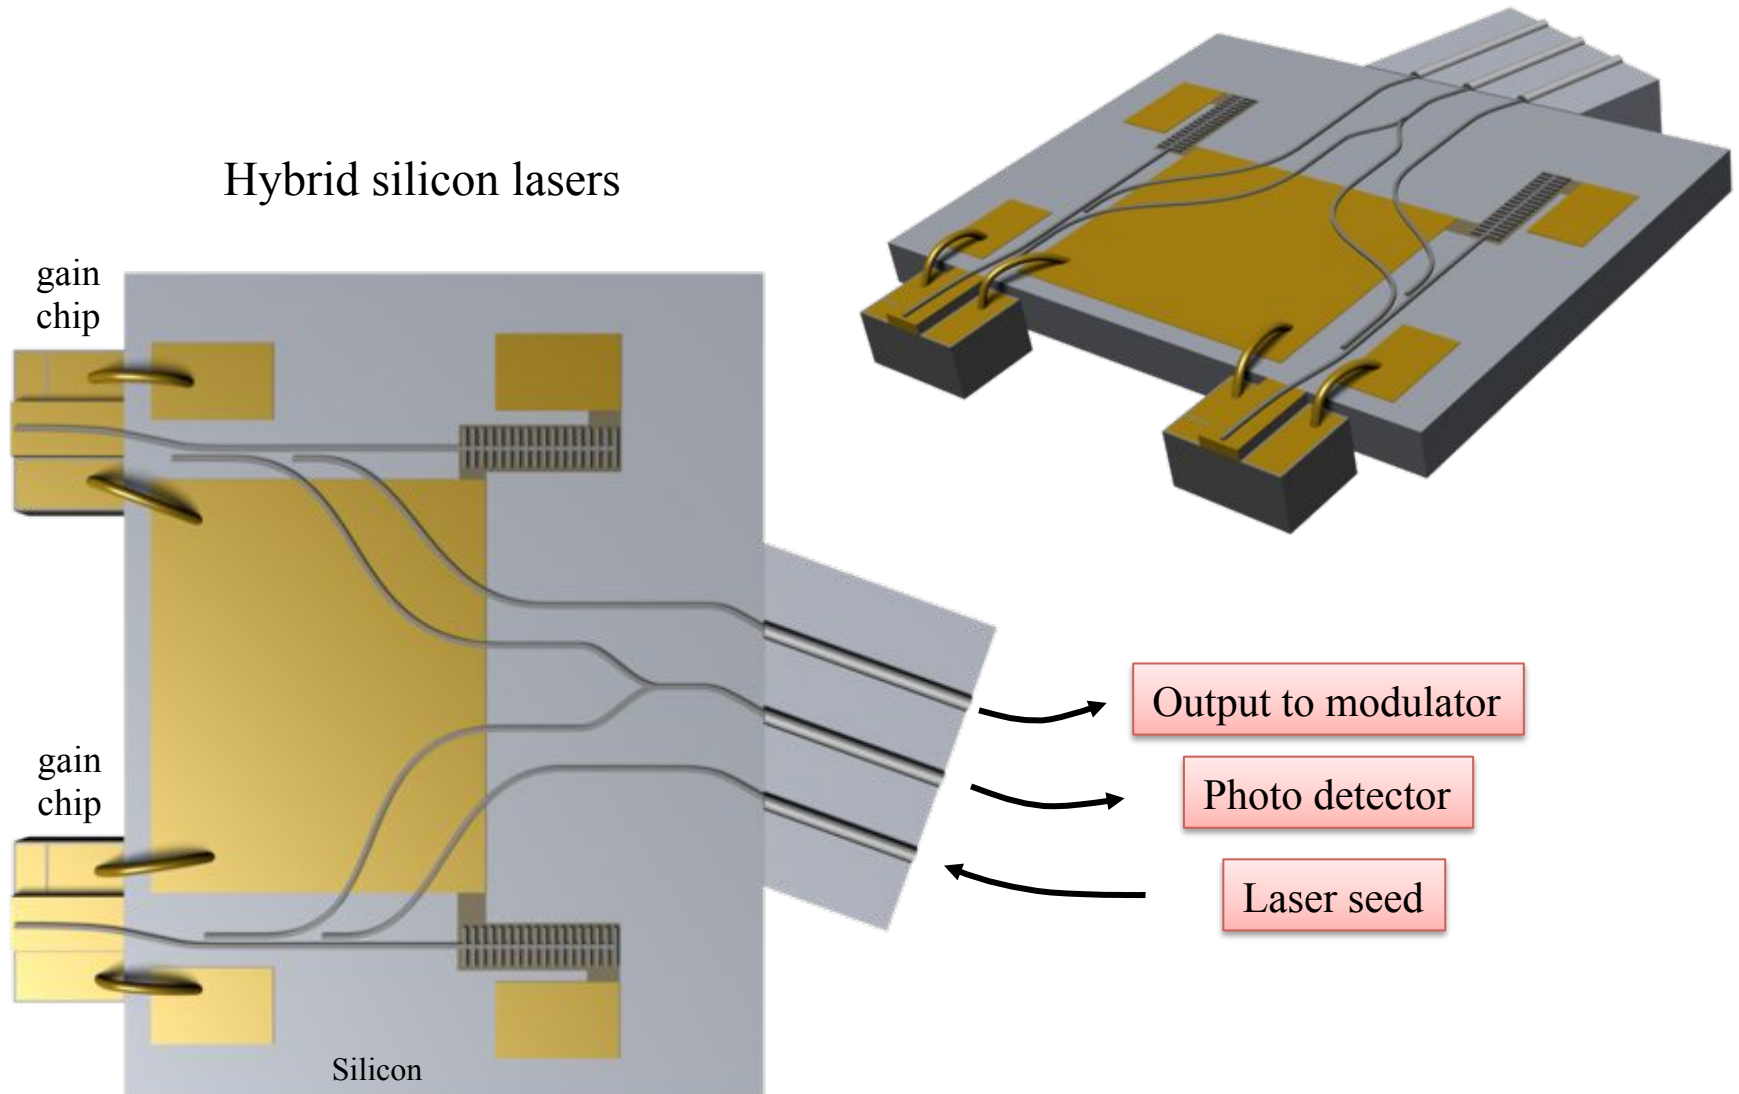 Hybrid silicon lasers
gain
chip
gain
chip
Output to modulator
Photo detector
Laser seed
Silicon